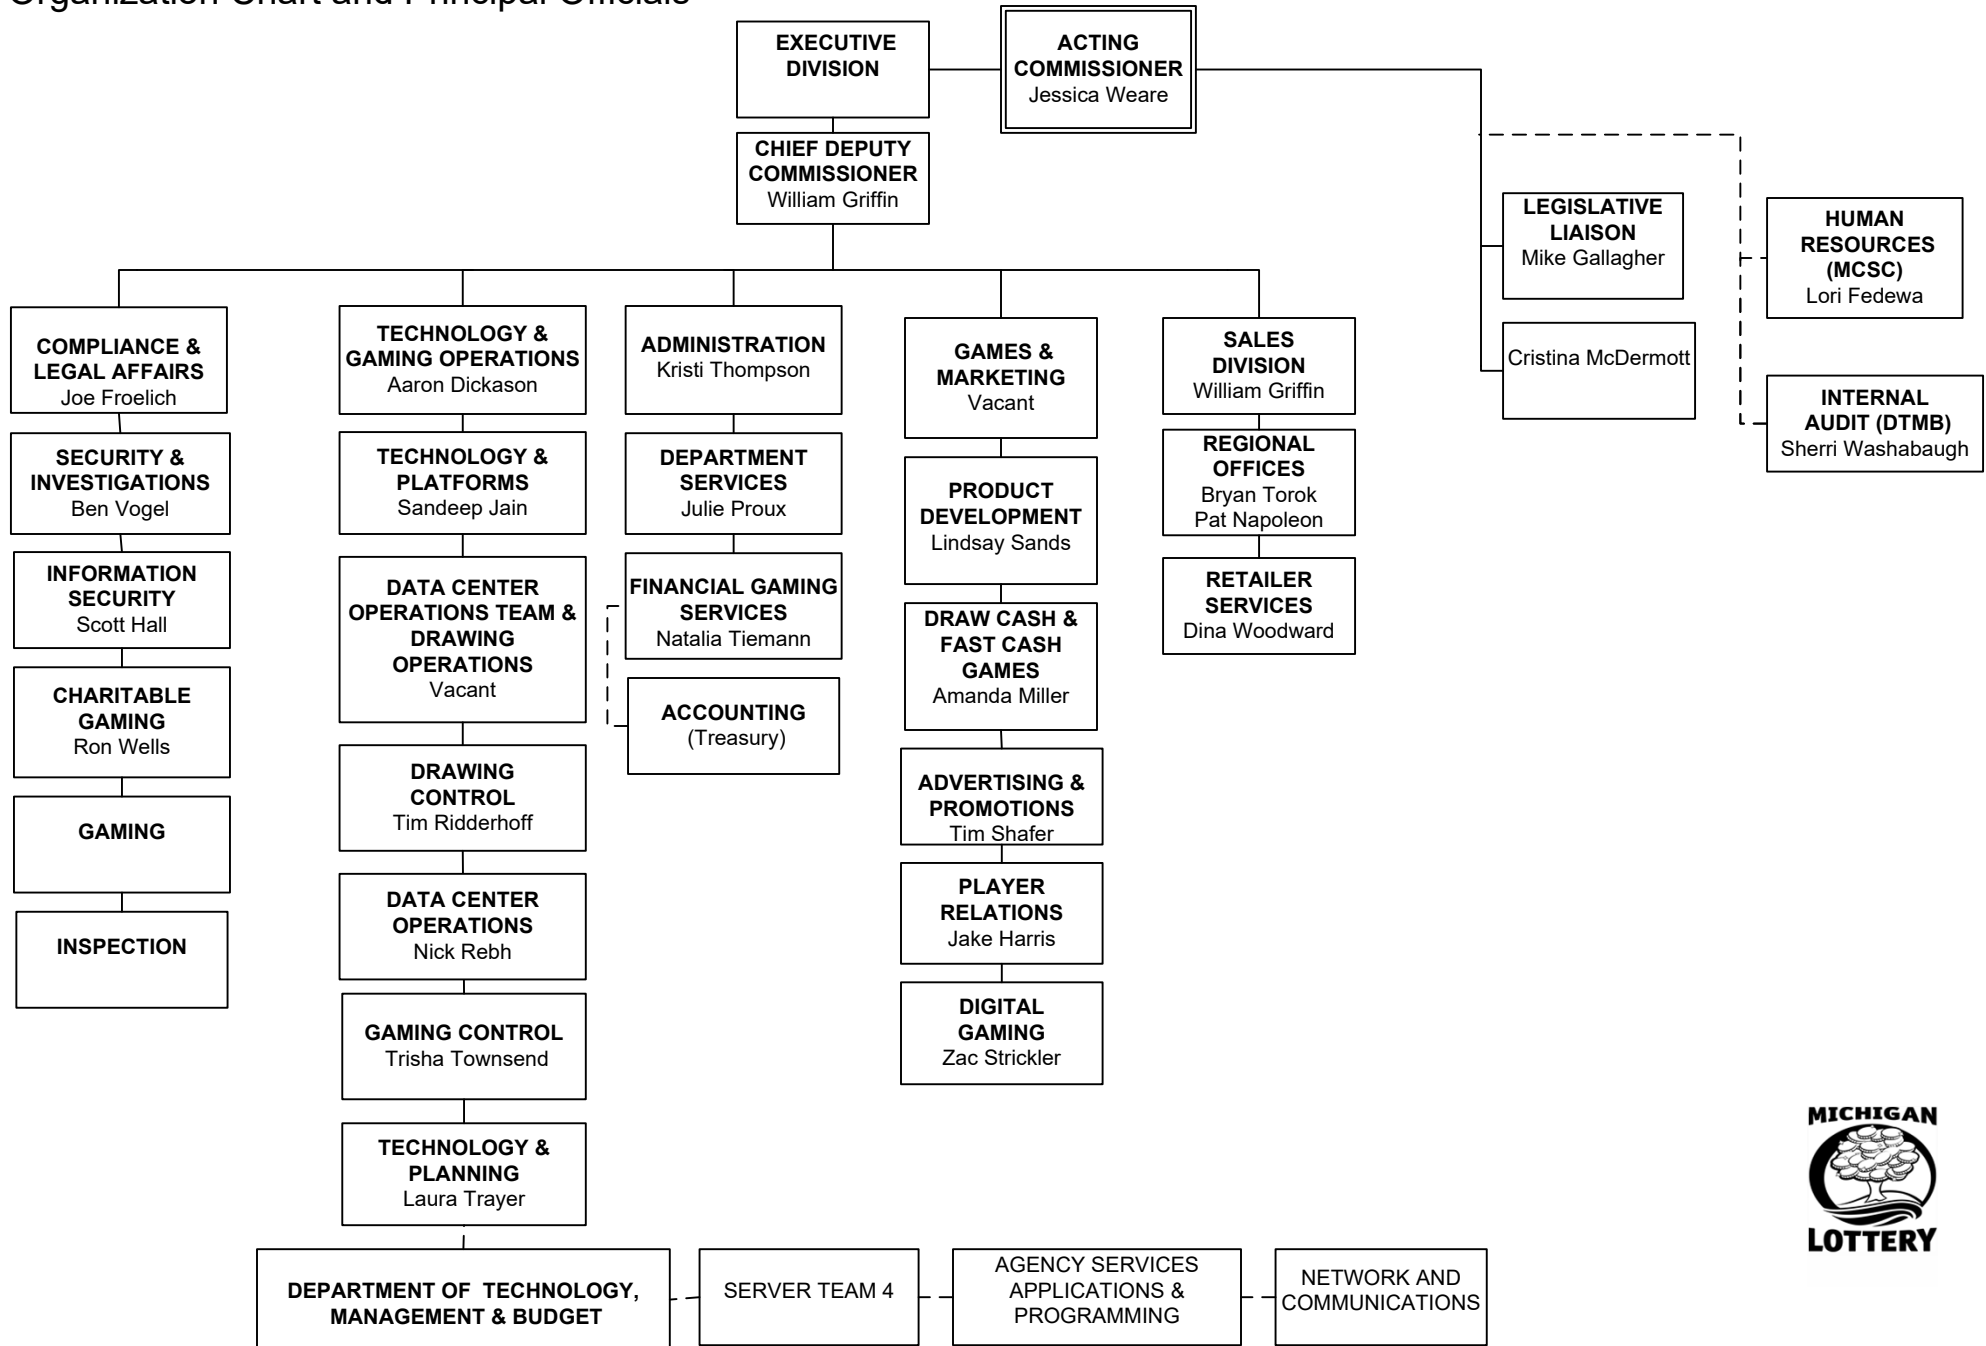 Organization Chart and Principal Officials
EXECUTIVE
DIVISION
ACTING
COMMISSIONER
Jessica Weare
CHIEF DEPUTY
COMMISSIONER
William Griffin
LEGISLATIVE
LIAISON
Mike Gallagher
HUMAN
RESOURCES
(MCSC)
Lori Fedewa
Cristina McDermott
INTERNAL
AUDIT (DTMB)
Sherri Washabaugh
COMPLIANCE &
LEGAL AFFAIRS
Joe Froelich
SECURITY &
INVESTIGATIONS
Ben Vogel
INFORMATION
SECURITY
Scott Hall
CHARITABLE
GAMING
Ron Wells
GAMING
INSPECTION
TECHNOLOGY &
GAMING OPERATIONS
Aaron Dickason
TECHNOLOGY &
PLATFORMS
Sandeep Jain
DATA CENTER
OPERATIONS TEAM &
DRAWING
OPERATIONS
Vacant
DRAWING
CONTROL
Tim Ridderhoff
DATA CENTER
OPERATIONS
Nick Rebh
GAMING CONTROL
Trisha Townsend
TECHNOLOGY &
PLANNING
Laura Trayer
ADMINISTRATION
Kristi Thompson
DEPARTMENT
SERVICES
Julie Proux
FINANCIAL GAMING
SERVICES
Natalia Tiemann
ACCOUNTING
(Treasury)
GAMES &
MARKETING
Vacant
PRODUCT
DEVELOPMENT
Lindsay Sands
DRAW CASH &
FAST CASH
GAMES
Amanda Miller
ADVERTISING &
PROMOTIONS
Tim Shafer
PLAYER
RELATIONS
Jake Harris
DIGITAL
GAMING
Zac Strickler
SALES
DIVISION
William Griffin
REGIONAL
OFFICES
Bryan Torok
Pat Napoleon
RETAILER
SERVICES
Dina Woodward
DEPARTMENT OF TECHNOLOGY,
MANAGEMENT & BUDGET
SERVER TEAM 4
AGENCY SERVICES
APPLICATIONS &
PROGRAMMING
NETWORK AND
COMMUNICATIONS
MICHIGAN
LOTTERY